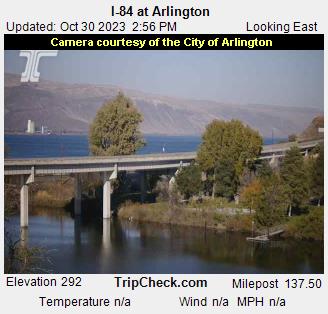 I-84 at Arlington
Updated: Oct 30 2023 2:56 PM Looking East
Camera courtesy of the City of Arlington
Elevation 292 TripCheck.com Milepost 137.50
Temperature n/a Wind n/a MPH n/a